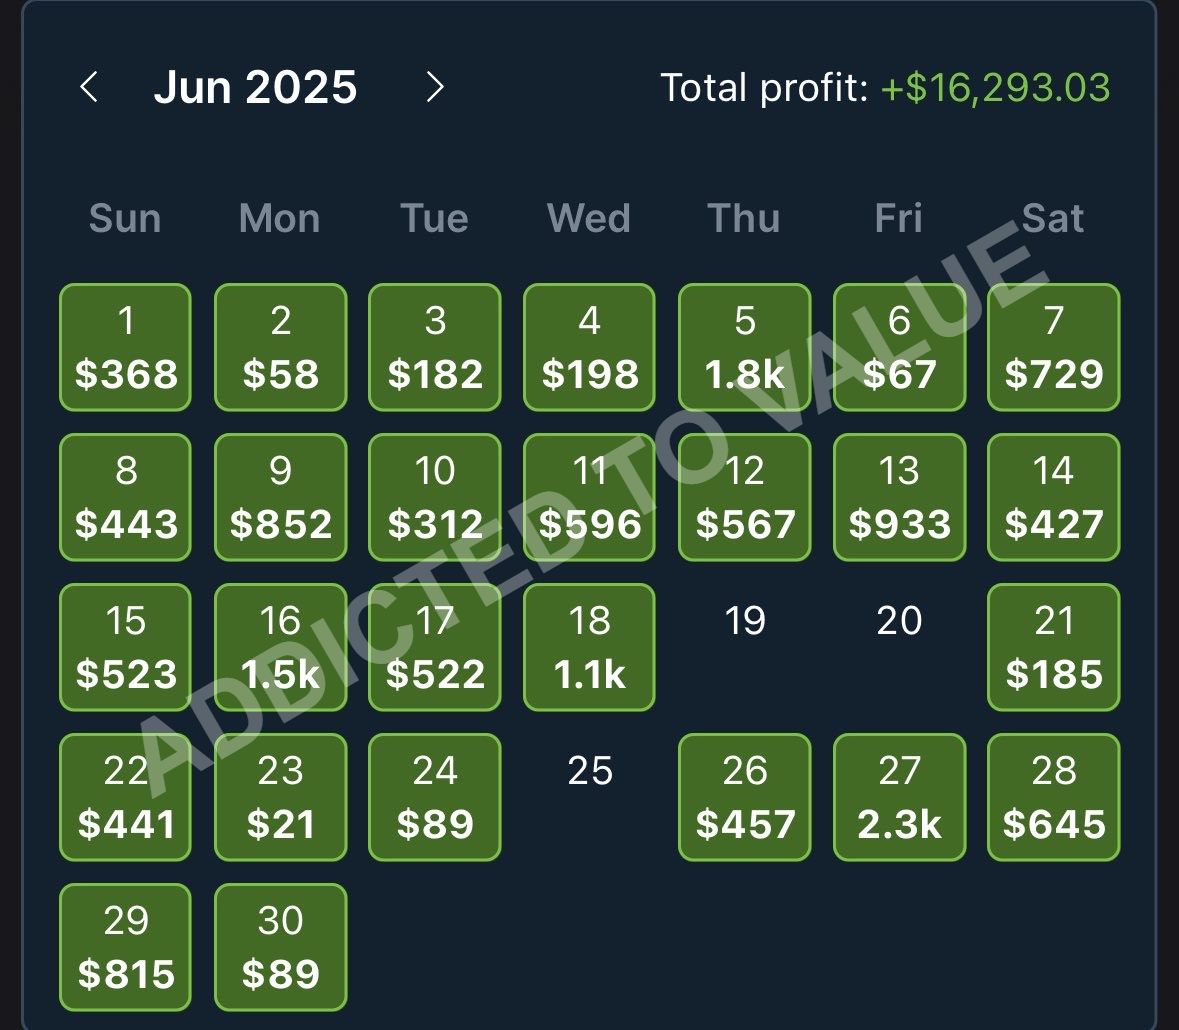 Jun 2025 Total profit: +$16,293.03
Sun Mon Tue Wed Thu Fri Sat
1 2 3 4 5 6 7
$368 $58 $182 $198 1.8k $67 $729
8 9 10 11 12 13 14
$443 $852 $312 $596 $567 $933 $427
15 16 17 18 19 20 21
$523 1.5k $522 1.1k $185
22 23 24 25 26 27 28
$441 $21 $89 $457 2.3k $645
29 30
$815 $89
ADDICTED TO VALUE